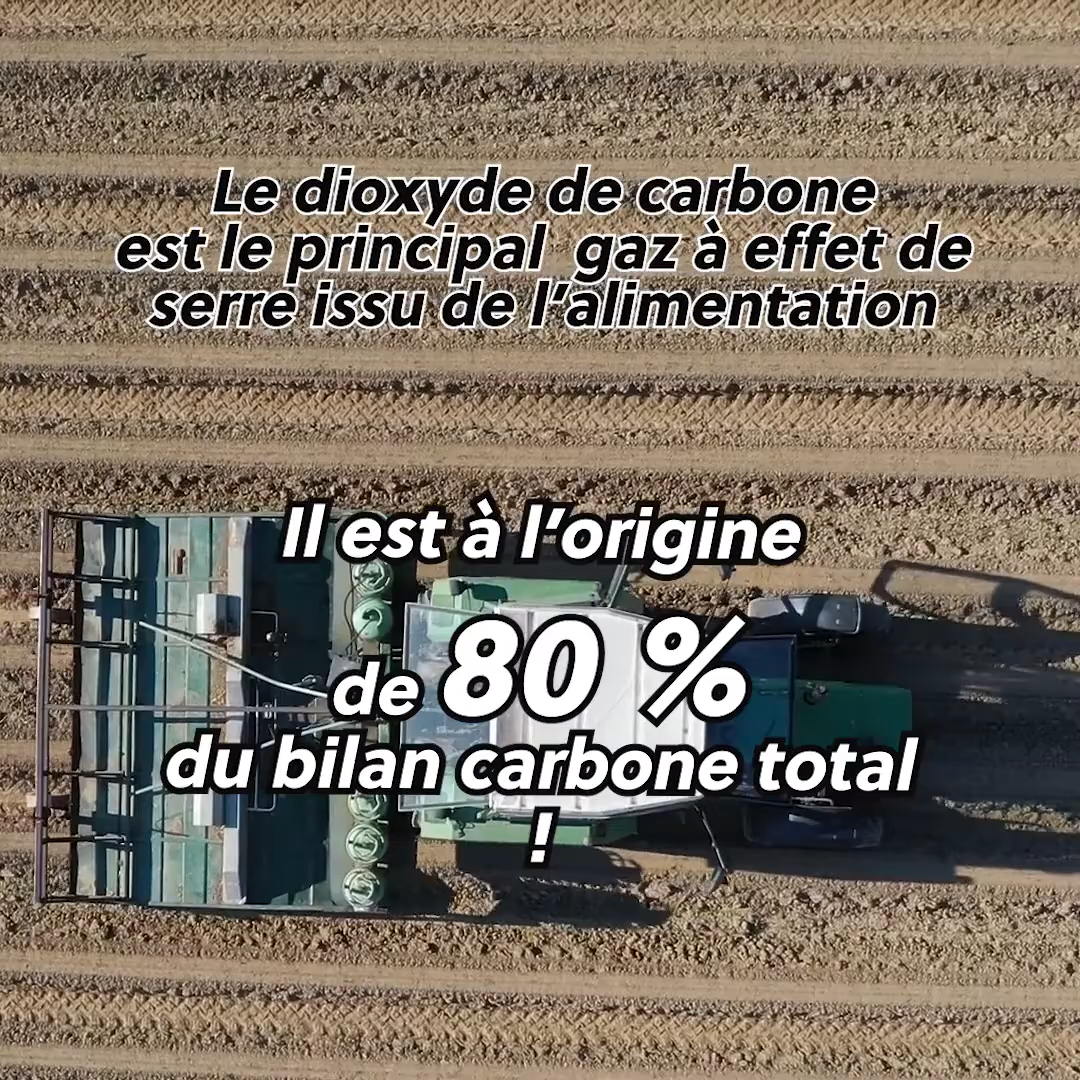 Le dioxyde de carbone
est le principal  gaz à effet de
serre issu de l’alimentation
Il est à l’origine
de 80 %
du bilan carbone total
!